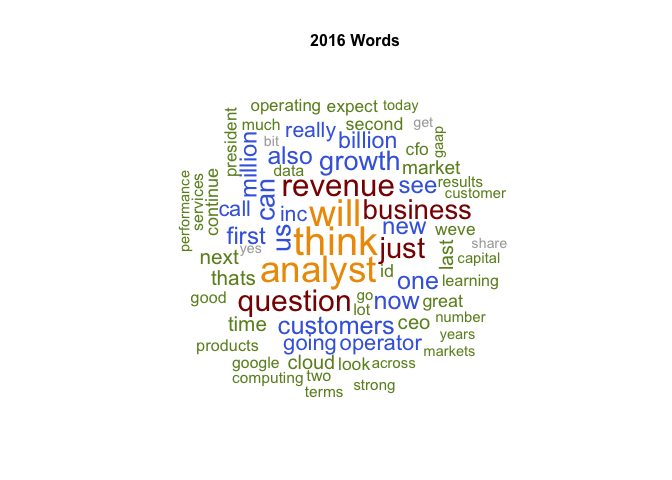 2016 Words
operating expect today
president much bit really second get
million also billion cfo gaap
data growth market
performance services continue can revenue see results
customer
call inc will business
first us new weve last share
yes think just capital
next analyst id one learning
thats
good question go lot now great
time customers ceo number
going operator years
products markets
google cloud look across
computing two
terms strong